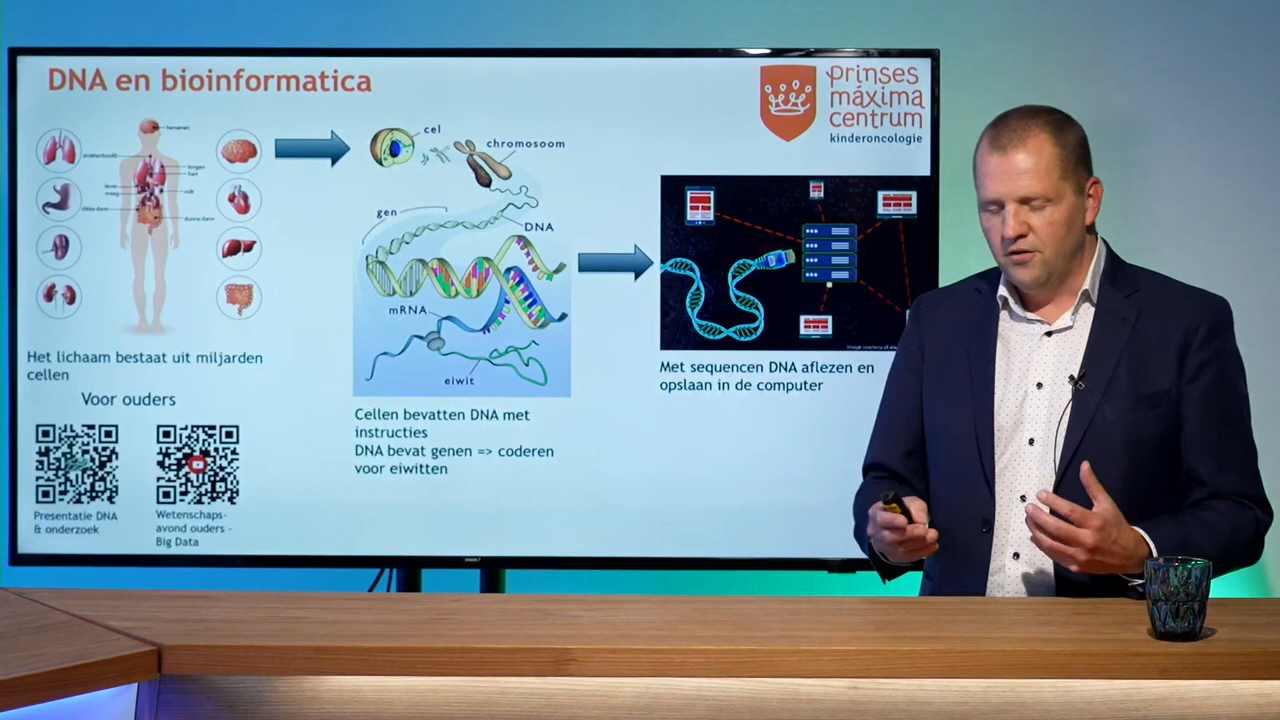 DNA en bioinformatica
prinses
máxima
centrum
kinderoncologie
hersenen
longen
hart
lever
maag
milt
dikke darm
dunne darm
cel
chromosoom
gen
DNA
mRNA
eiwit
Het lichaam bestaat uit miljarden
cellen
Voor ouders
Presentatie DNA
& onderzoek
Wetenschaps-
avond ouders -
Big Data
Cellen bevatten DNA met
instructies
DNA bevat genen => coderen
voor eiwitten
Met sequencen DNA aflezen en
opslaan in de computer